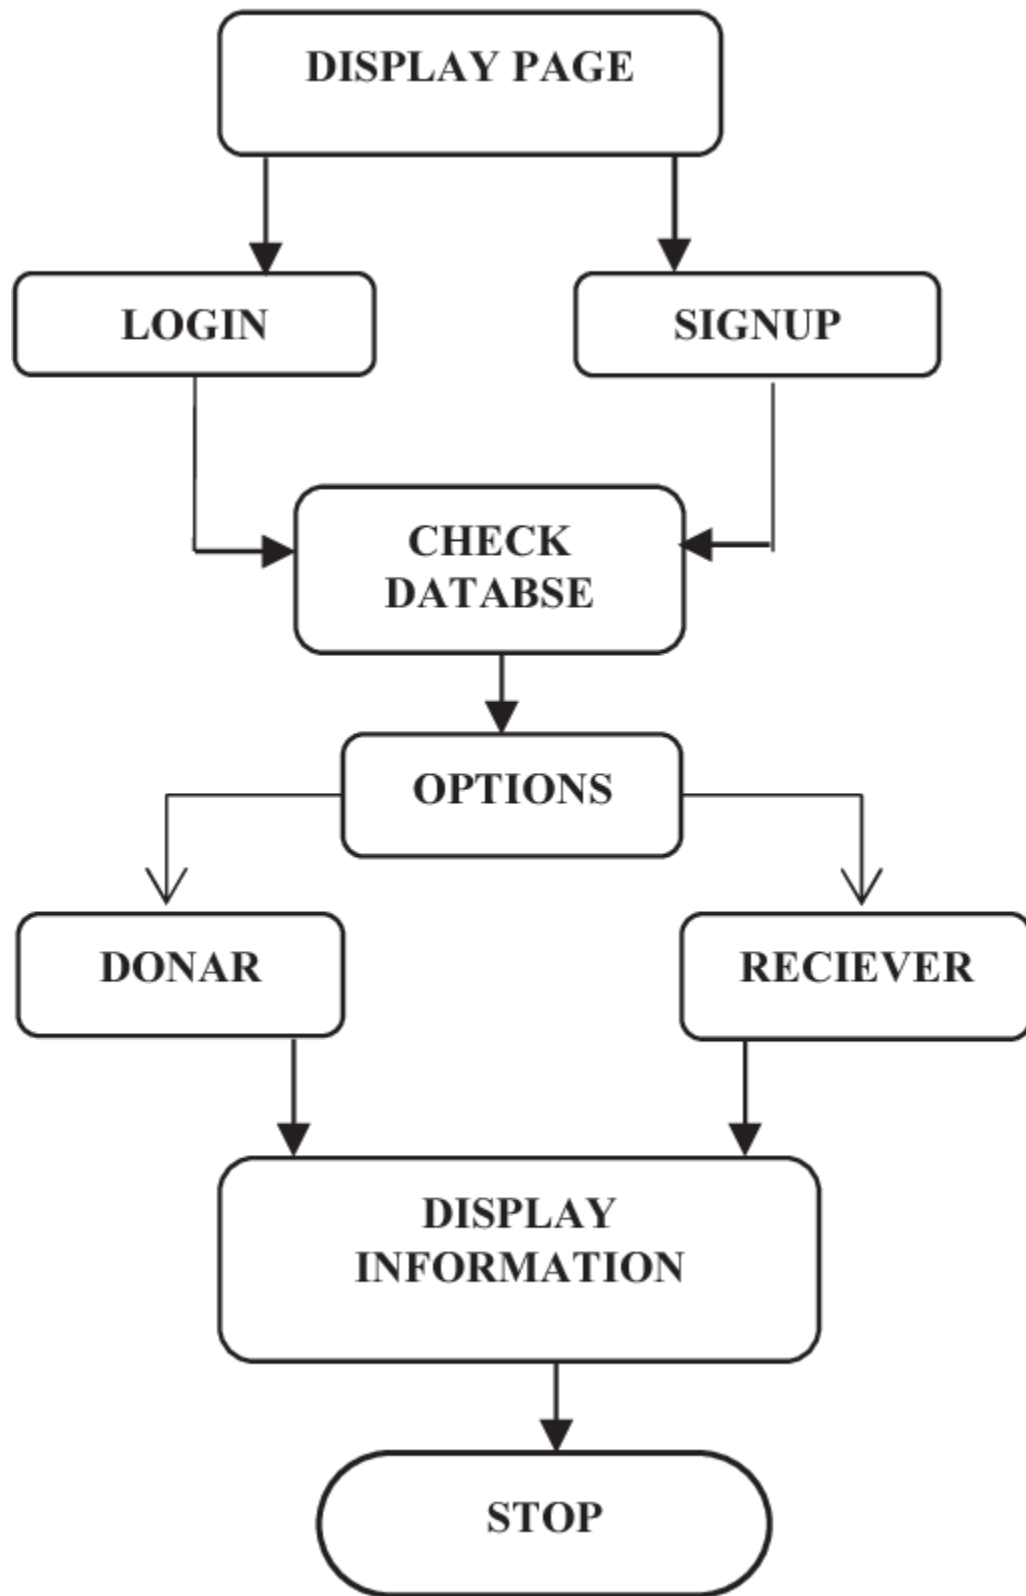 DISPLAY PAGE
LOGIN
SIGNUP
CHECK
DATABSE
OPTIONS
DONAR
RECIEVER
DISPLAY
INFORMATION
STOP